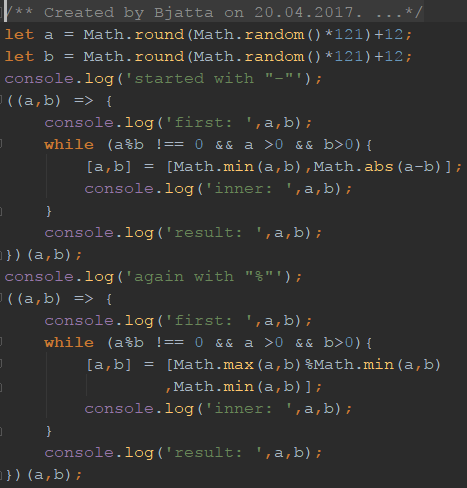 /** Created by Bjatta on 20.04.2017. ...*/
let a = Math.round(Math.random()*121)+12;
let b = Math.round(Math.random()*121)+12;
console.log('started with "-"');
((a,b) => {
    console.log('first: ',a,b);
    while (a%b !== 0 && a >0 && b>0){
        [a,b] = [Math.min(a,b),Math.abs(a-b)];
        console.log('inner: ',a,b);
    }
    console.log('result: ',a,b);
})(a,b);
console.log('again with "%"');
((a,b) => {
    console.log('first: ',a,b);
    while (a%b !== 0 && a >0 && b>0){
        [a,b] = [Math.max(a,b)%Math.min(a,b)
                ,Math.min(a,b)];
        console.log('inner: ',a,b);
    }
    console.log('result: ',a,b);
})(a,b);